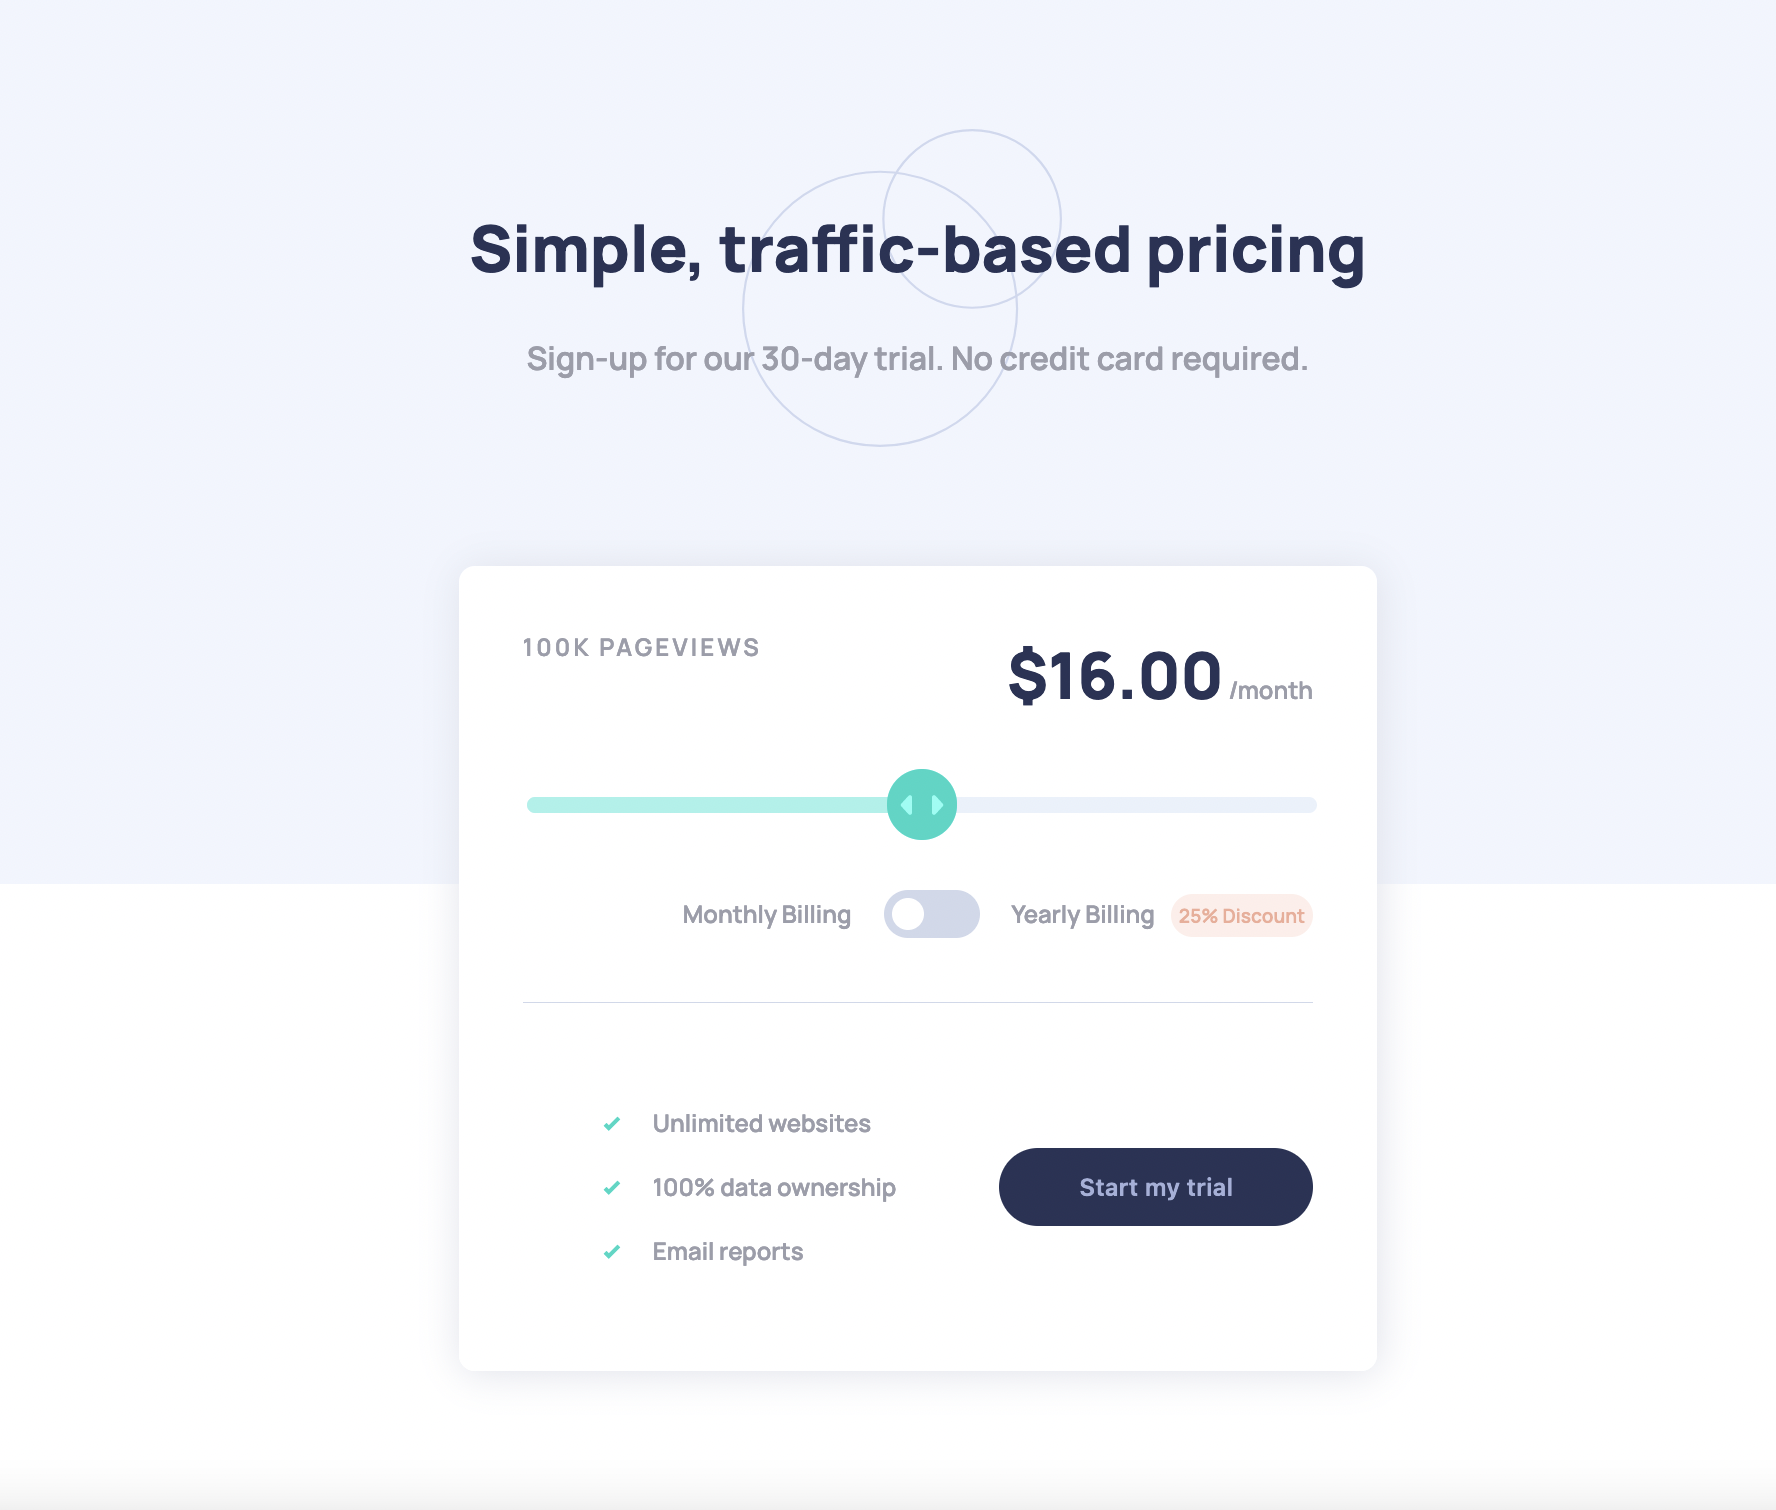 Simple, traffic-based pricing
Sign-up for our 30-day trial. No credit card required.
100K PAGEVIEWS
$16.00 /month
Monthly Billing
Yearly Billing
25% Discount
Unlimited websites
100% data ownership
Email reports
Start my trial